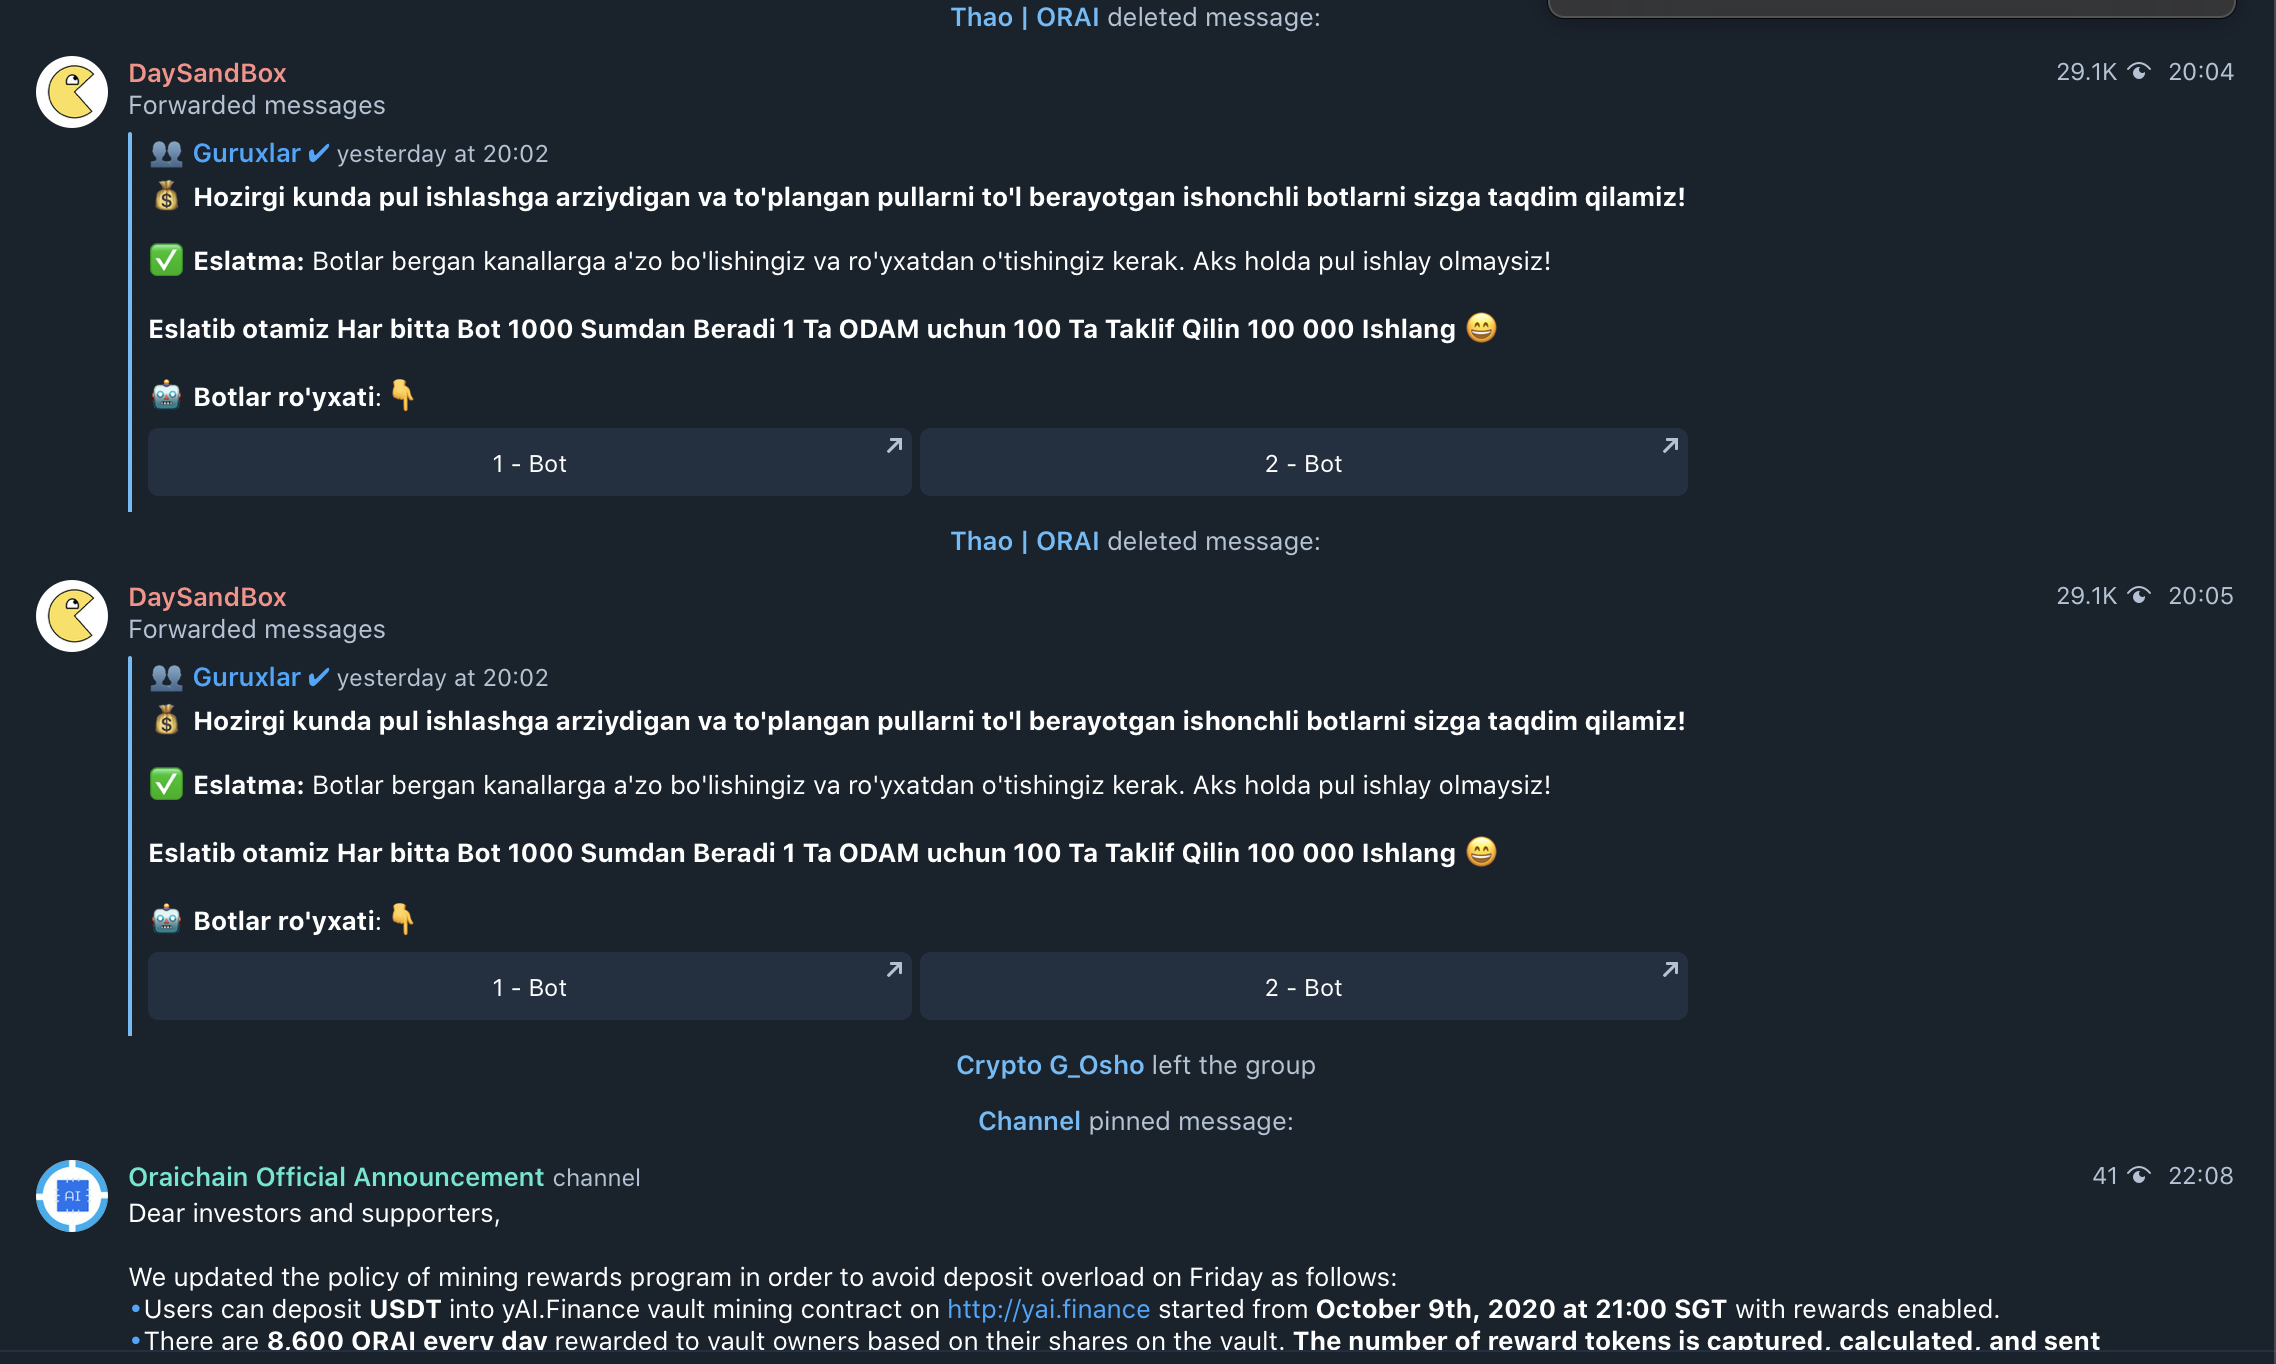 Thao | ORAI deleted message:
DaySandBox
29.1K 20:04
Forwarded messages
👥 Guruxlar ✔ yesterday at 20:02
💰 Hozirgi kunda pul ishlashga arziydigan va to'plangan pullarni to'l berayotgan ishonchli botlarni sizga taqdim qilamiz!
✅ Eslatma: Botlar bergan kanallarga a'zo bo'lishingiz va ro'yxatdan o'tishingiz kerak. Aks holda pul ishlay olmaysiz!
Eslatib otamiz Har bitta Bot 1000 Sumdan Beradi 1 Ta ODAM uchun 100 Ta Taklif Qilin 100 000 Ishlang 😄
🤖 Botlar ro'yxati: 👇
1 - Bot
2 - Bot
Thao | ORAI deleted message:
DaySandBox
29.1K 20:05
Forwarded messages
👥 Guruxlar ✔ yesterday at 20:02
💰 Hozirgi kunda pul ishlashga arziydigan va to'plangan pullarni to'l berayotgan ishonchli botlarni sizga taqdim qilamiz!
✅ Eslatma: Botlar bergan kanallarga a'zo bo'lishingiz va ro'yxatdan o'tishingiz kerak. Aks holda pul ishlay olmaysiz!
Eslatib otamiz Har bitta Bot 1000 Sumdan Beradi 1 Ta ODAM uchun 100 Ta Taklif Qilin 100 000 Ishlang 😄
🤖 Botlar ro'yxati: 👇
1 - Bot
2 - Bot
Crypto G_Osho left the group
Channel pinned message:
AI
Oraichain Official Announcement channel
41 22:08
Dear investors and supporters,
We updated the policy of mining rewards program in order to avoid deposit overload on Friday as follows:
•Users can deposit USDT into yAI.Finance vault mining contract on http://yai.finance started from October 9th, 2020 at 21:00 SGT with rewards enabled.
•There are 8,600 ORAI every day rewarded to vault owners based on their shares on the vault. The number of reward tokens is captured, calculated, and sent